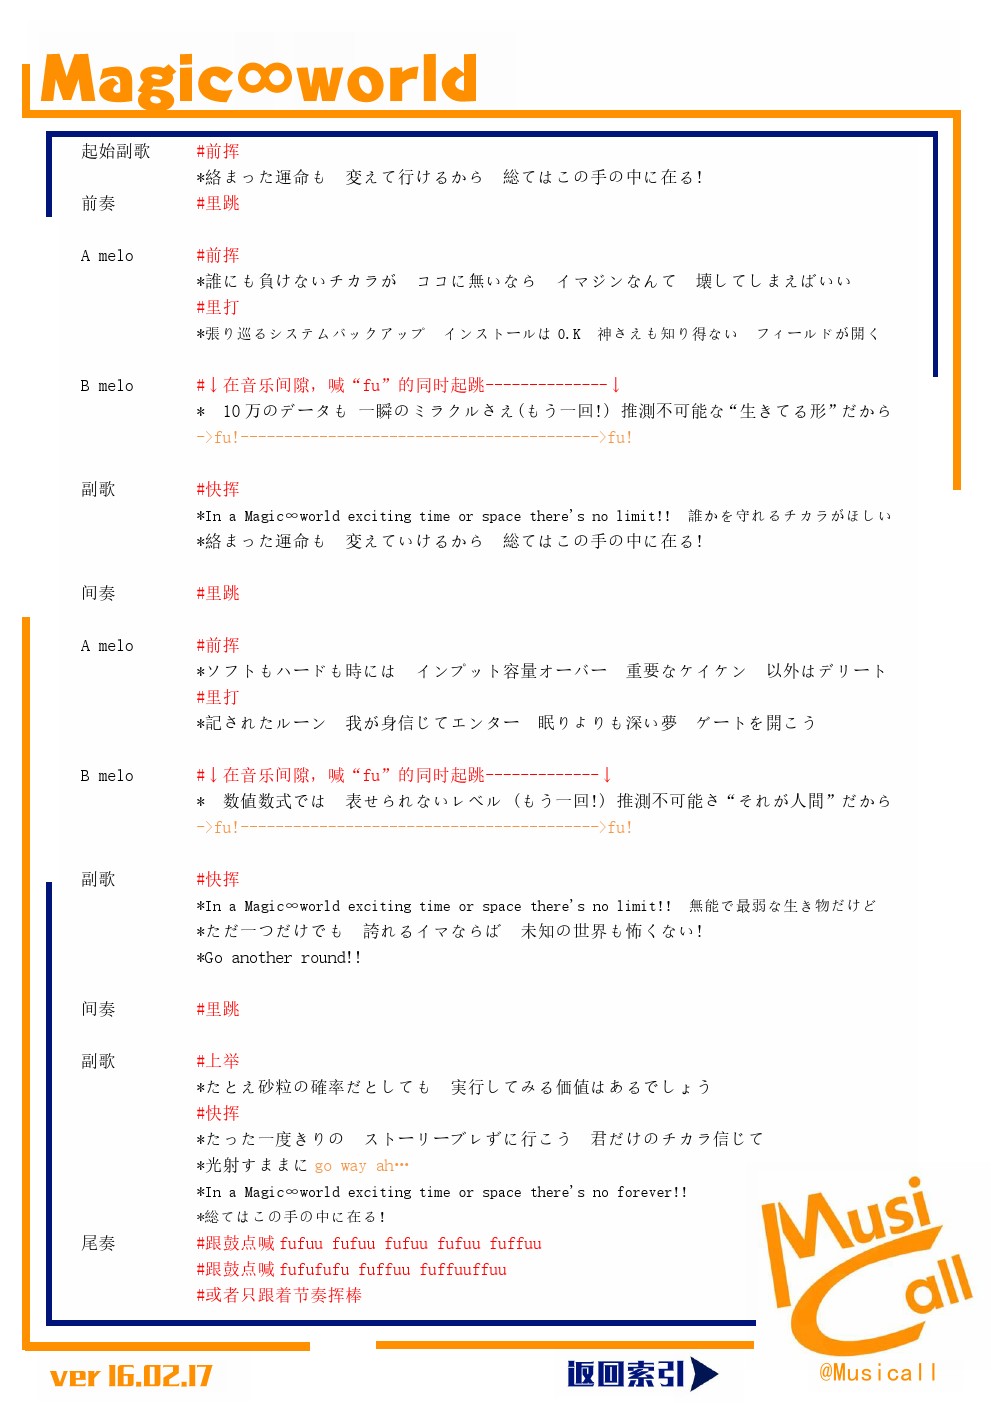 Magic∞world
起始副歌 #前挥
*絡まった運命も　変えて行けるから　総てはこの手の中に在る!
前奏 #里跳
A melo #前挥
*誰にも負けないチカラが　ココに無いなら　イマジンなんて　壊してしまえばいい
#里打
*張り巡るシステムバックアップ　インストールは O.K　神さえも知り得ない　フィールドが開く
B melo #↓在音乐间隙，喊“fu”的同时起跳--------------↓
*　10万のデータも 一瞬のミラクルさえ(もう一回!) 推測不可能な“生きてる形”だから
->fu!----------------------------------------->fu!
副歌 #快挥
*In a Magic∞world exciting time or space there's no limit!!　誰かを守れるチカラがほしい
*絡まった運命も　変えていけるから　総てはこの手の中に在る!
间奏 #里跳
A melo #前挥
*ソフトもハードも時には　インプット容量オーバー　重要なケイケン　以外はデリート
#里打
*記されたルーン　我が身信じてエンター　眠りよりも深い夢　ゲートを開こう
B melo #↓在音乐间隙，喊“fu”的同时起跳-------------↓
*　数値数式では　表せられないレベル (もう一回!) 推測不可能さ“それが人間”だから
->fu!----------------------------------------->fu!
副歌 #快挥
*In a Magic∞world exciting time or space there's no limit!!　無能で最弱な生き物だけど
*ただ一つだけでも　誇れるイマならば　未知の世界も怖くない!
*Go another round!!
间奏 #里跳
副歌 #上举
*たとえ砂粒の確率だとしても　実行してみる価値はあるでしょう
#快挥
*たった一度きりの　ストーリーブレずに行こう　君だけのチカラ信じて
*光射すままに go way ah…
*In a Magic∞world exciting time or space there's no forever!!
*総てはこの手の中に在る!
尾奏 #跟鼓点喊 fufuu fufuu fufuu fufuu fuffuu
#跟鼓点喊 fufufufu fuffuu fuffuuffuu
#或者只跟着节奏挥棒
Musi
Call
ver 16.02.17
返回索引
@Musicall